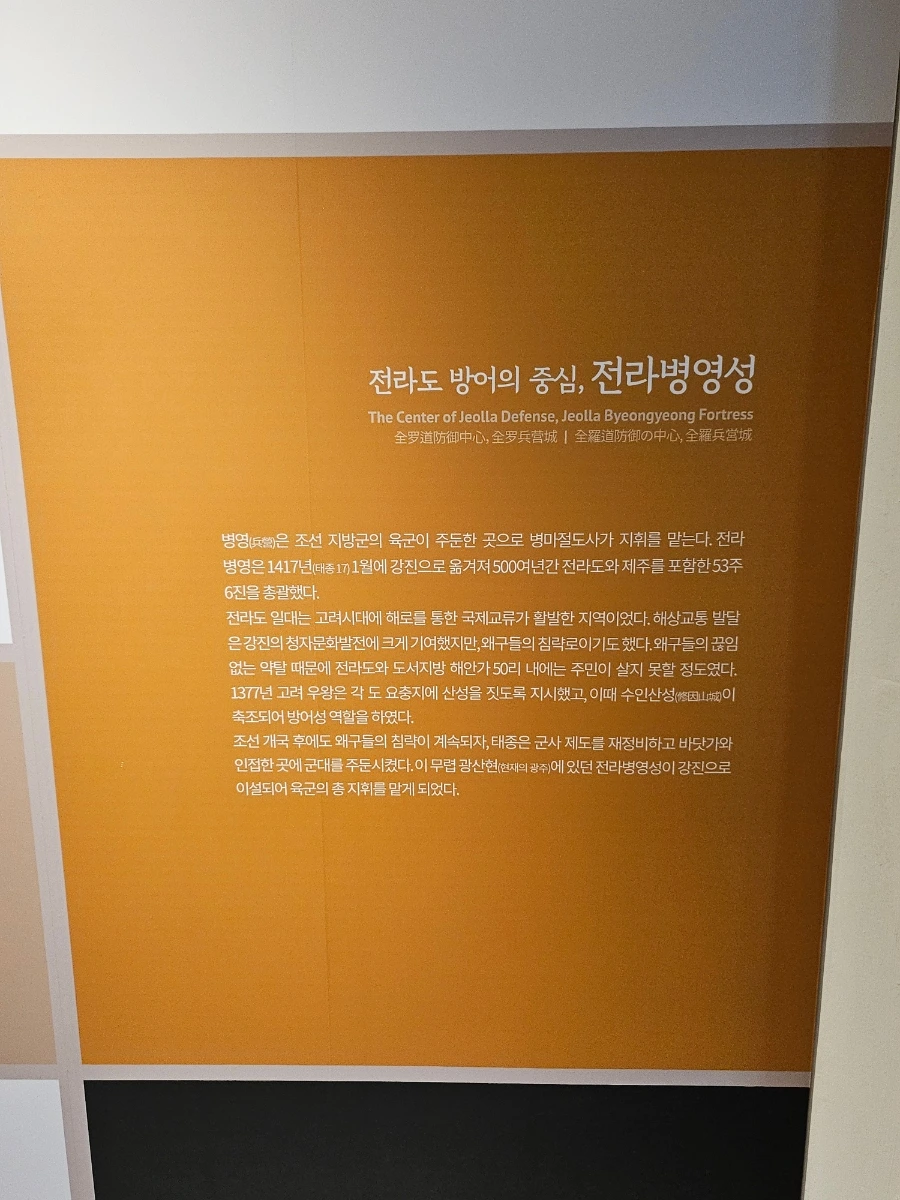 전라도 방어의 중심, 전라병영성
The Center of Jeolla Defense, Jeolla Byeongyeong Fortress
全罗道防御中心, 全罗兵营城 | 全羅道防御の中心, 全羅兵営城
병영(兵營)은 조선 지방군의 육군이 주둔한 곳으로 병마절도사가 지휘를 맡는다. 전라
병영은 1417년(태종 17) 1월에 강진으로 옮겨져 500여년간 전라도와 제주를 포함한 53주
6진을 총괄했다.
전라도 일대는 고려시대에 해로를 통한 국제교류가 활발한 지역이었다. 해상교통 발달
은 강진의 청자문화발전에 크게 기여했지만, 왜구들의 침략로이기도 했다. 왜구들의 끊임
없는 약탈 때문에 전라도와 도서지방 해안가 50리 내에는 주민이 살지 못할 정도였다.
1377년 고려 우왕은 각 도 요충지에 산성을 짓도록 지시했고, 이때 수인산성(修因山城)이
축조되어 방어성 역할을 하였다.
조선 개국 후에도 왜구들의 침략이 계속되자, 태종은 군사 제도를 재정비하고 바닷가와
인접한 곳에 군대를 주둔시켰다. 이 무렵 광산현(현재의 광주)에 있던 전라병영성이 강진으로
이설되어 육군의 총 지휘를 맡게 되었다.